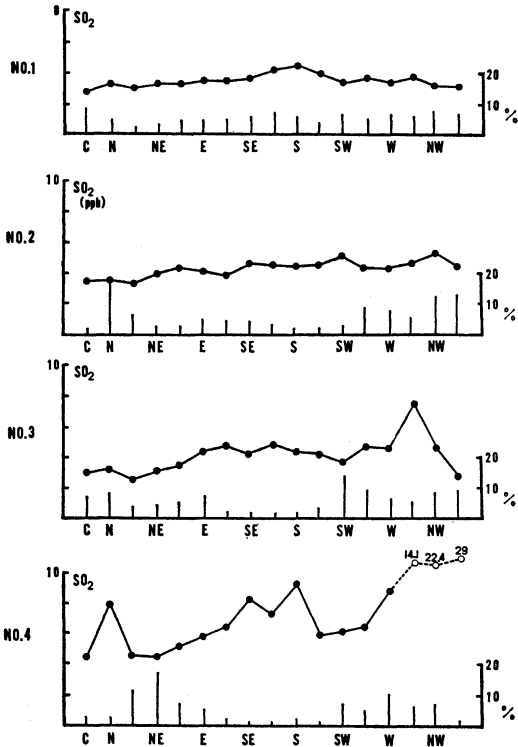 8
SO2
NO.1
20
10 %
C N NE E SE S SW W NW
10
SO2
(ppb)
NO.2
20
10 %
C N NE E SE S SW W NW
10
SO2
NO.3
20
10 %
C N NE E SE S SW W NW
14.1 22.4 29
10
SO2
NO.4
20
10 %
C N NE E SE S SW W NW